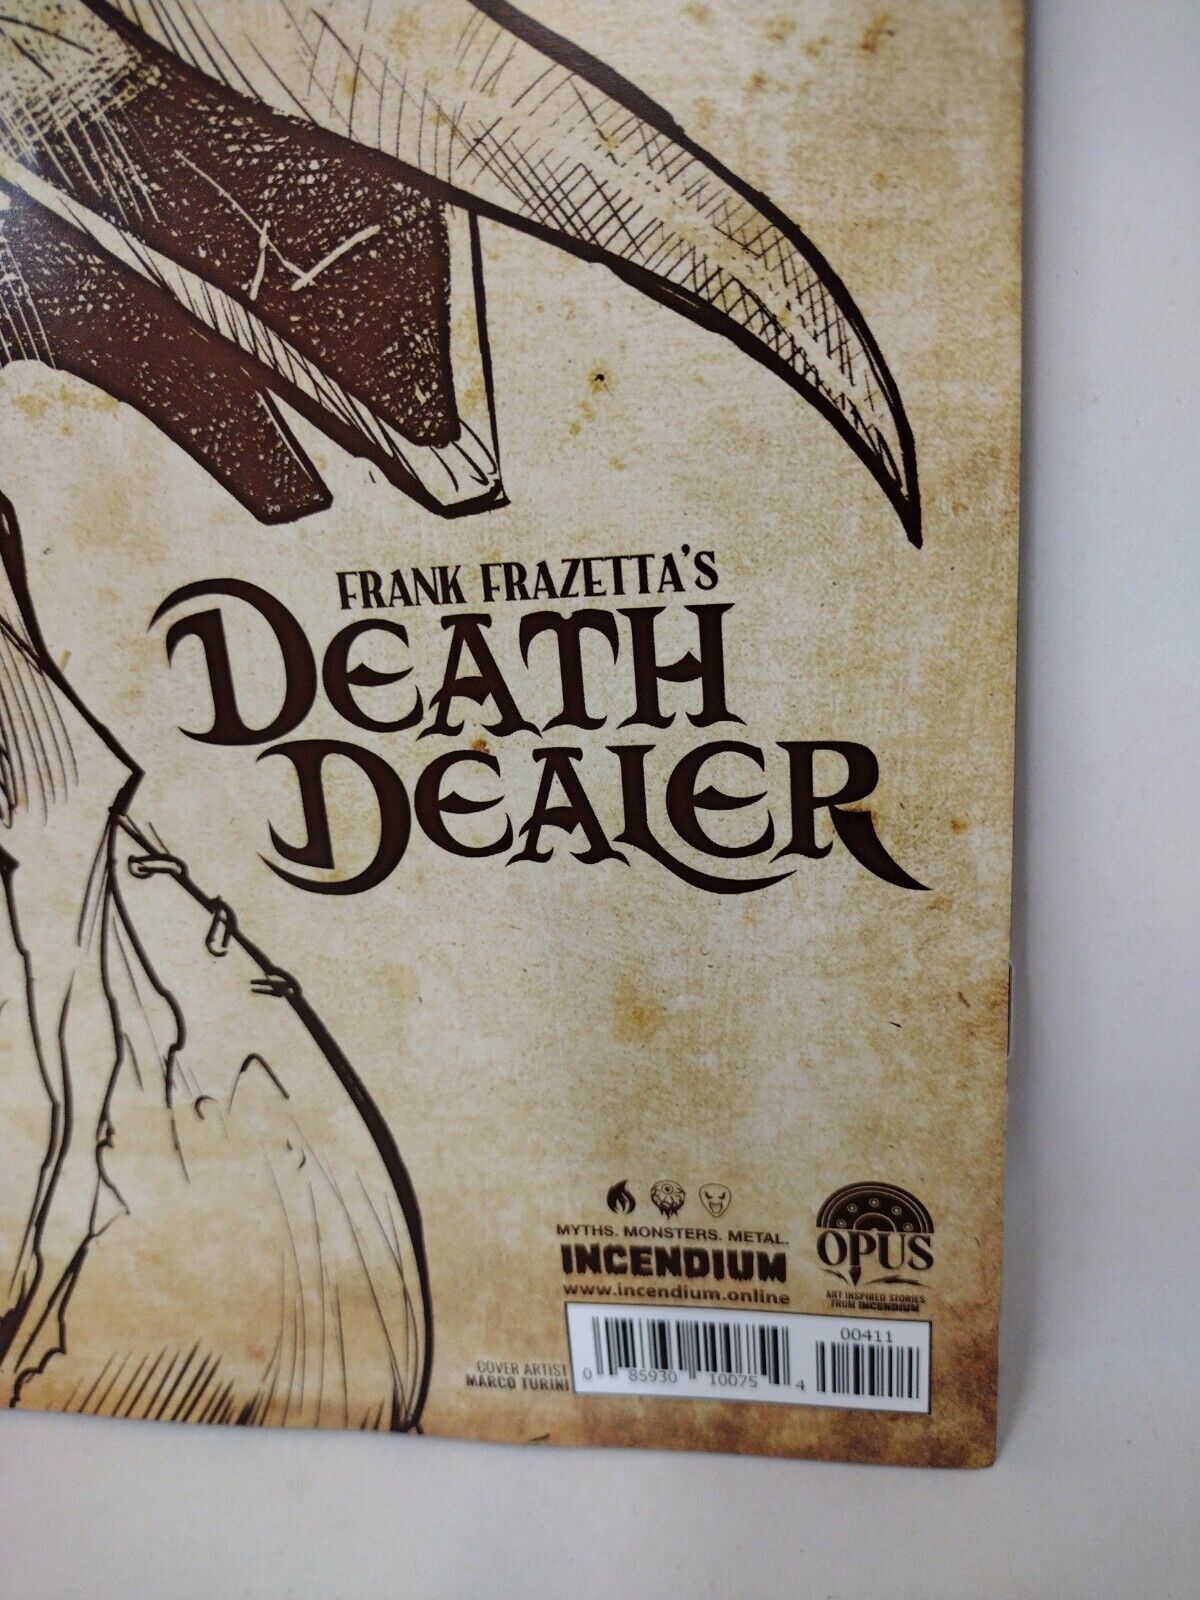 FRANK FRAZETTA'S
DEATH
DEALER
MYTHS. MONSTERS. METAL.
INCENDIUM
www.incendium.online
OPUS
ART INSPIRED STORIES
FROM INCENDIUM
COVER ARTIST
MARCO TURINI
00411
0 85930 10075 4